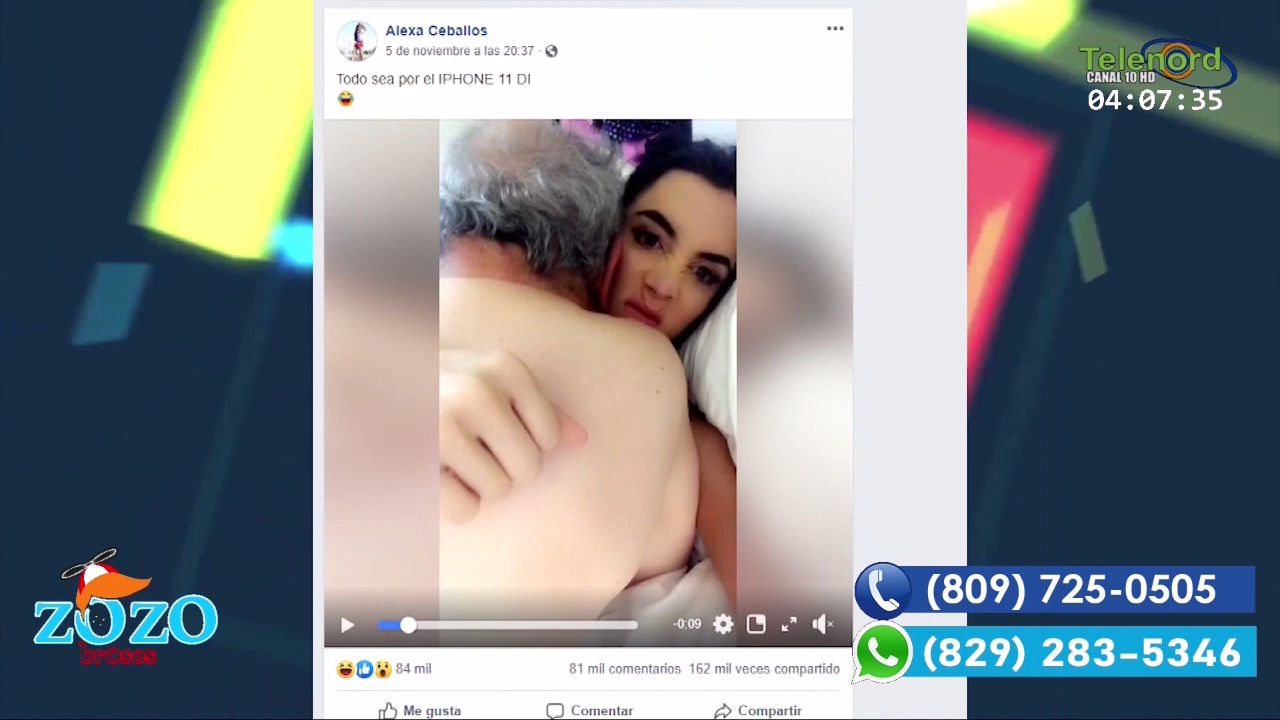 Alexa Ceballos
5 de noviembre a las 20:37 ·
Todo sea por el IPHONE 11 DI
Telenord
CANAL 10 HD
04:07:35
-0:09
84 mil
81 mil comentarios 162 mil veces compartido
Me gusta
Comentar
Compartir
ZOZO
brosos
(809) 725-0505
(829) 283-5346